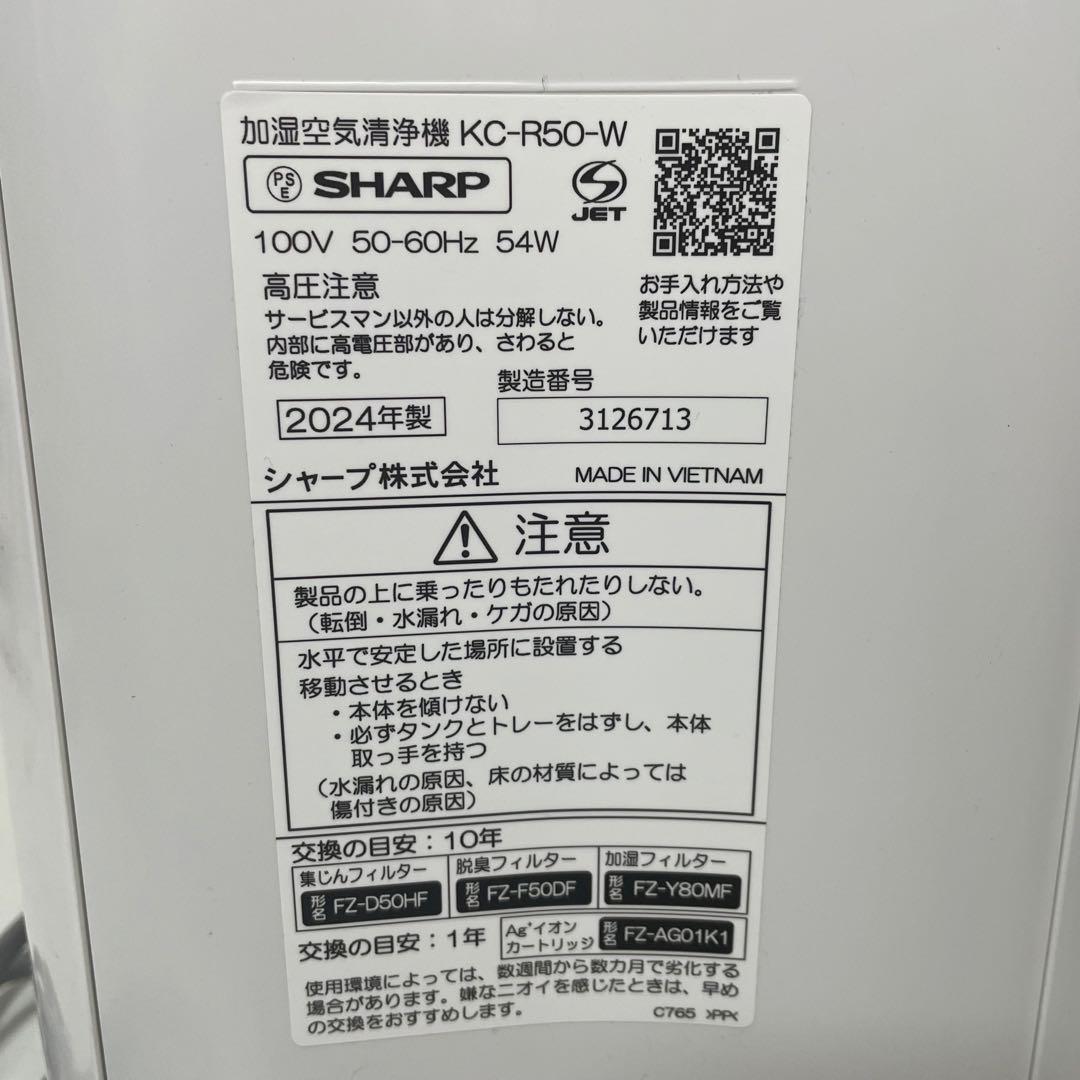 加湿空気清浄機 KC-R50-W
PS E SHARP
JET
100V 50-60Hz 54W
高圧注意
サービスマン以外の人は分解しない。
内部に高電圧部があり、さわると
危険です。
お手入れ方法や
製品情報をご覧
いただけます
2024年製
製造番号
3126713
シャープ株式会社 MADE IN VIETNAM
注意
製品の上に乗ったりもたれたりしない。
（転倒・水漏れ・ケガの原因）
水平で安定した場所に設置する
移動させるとき
・本体を傾けない
・必ずタンクとトレーをはずし、本体
取っ手を持つ
（水漏れの原因、床の材質によっては
傷付きの原因）
交換の目安：10年
集じんフィルター
形名 FZ-D50HF
脱臭フィルター
形名 FZ-F50DF
加湿フィルター
形名 FZ-Y80MF
交換の目安：1年
Ag⁺イオン
カートリッジ
形名 FZ-AG01K1
使用環境によっては、数週間から数カ月で劣化する
場合があります。嫌なニオイを感じたときは、早め
の交換をおすすめします。
C765 >PP<